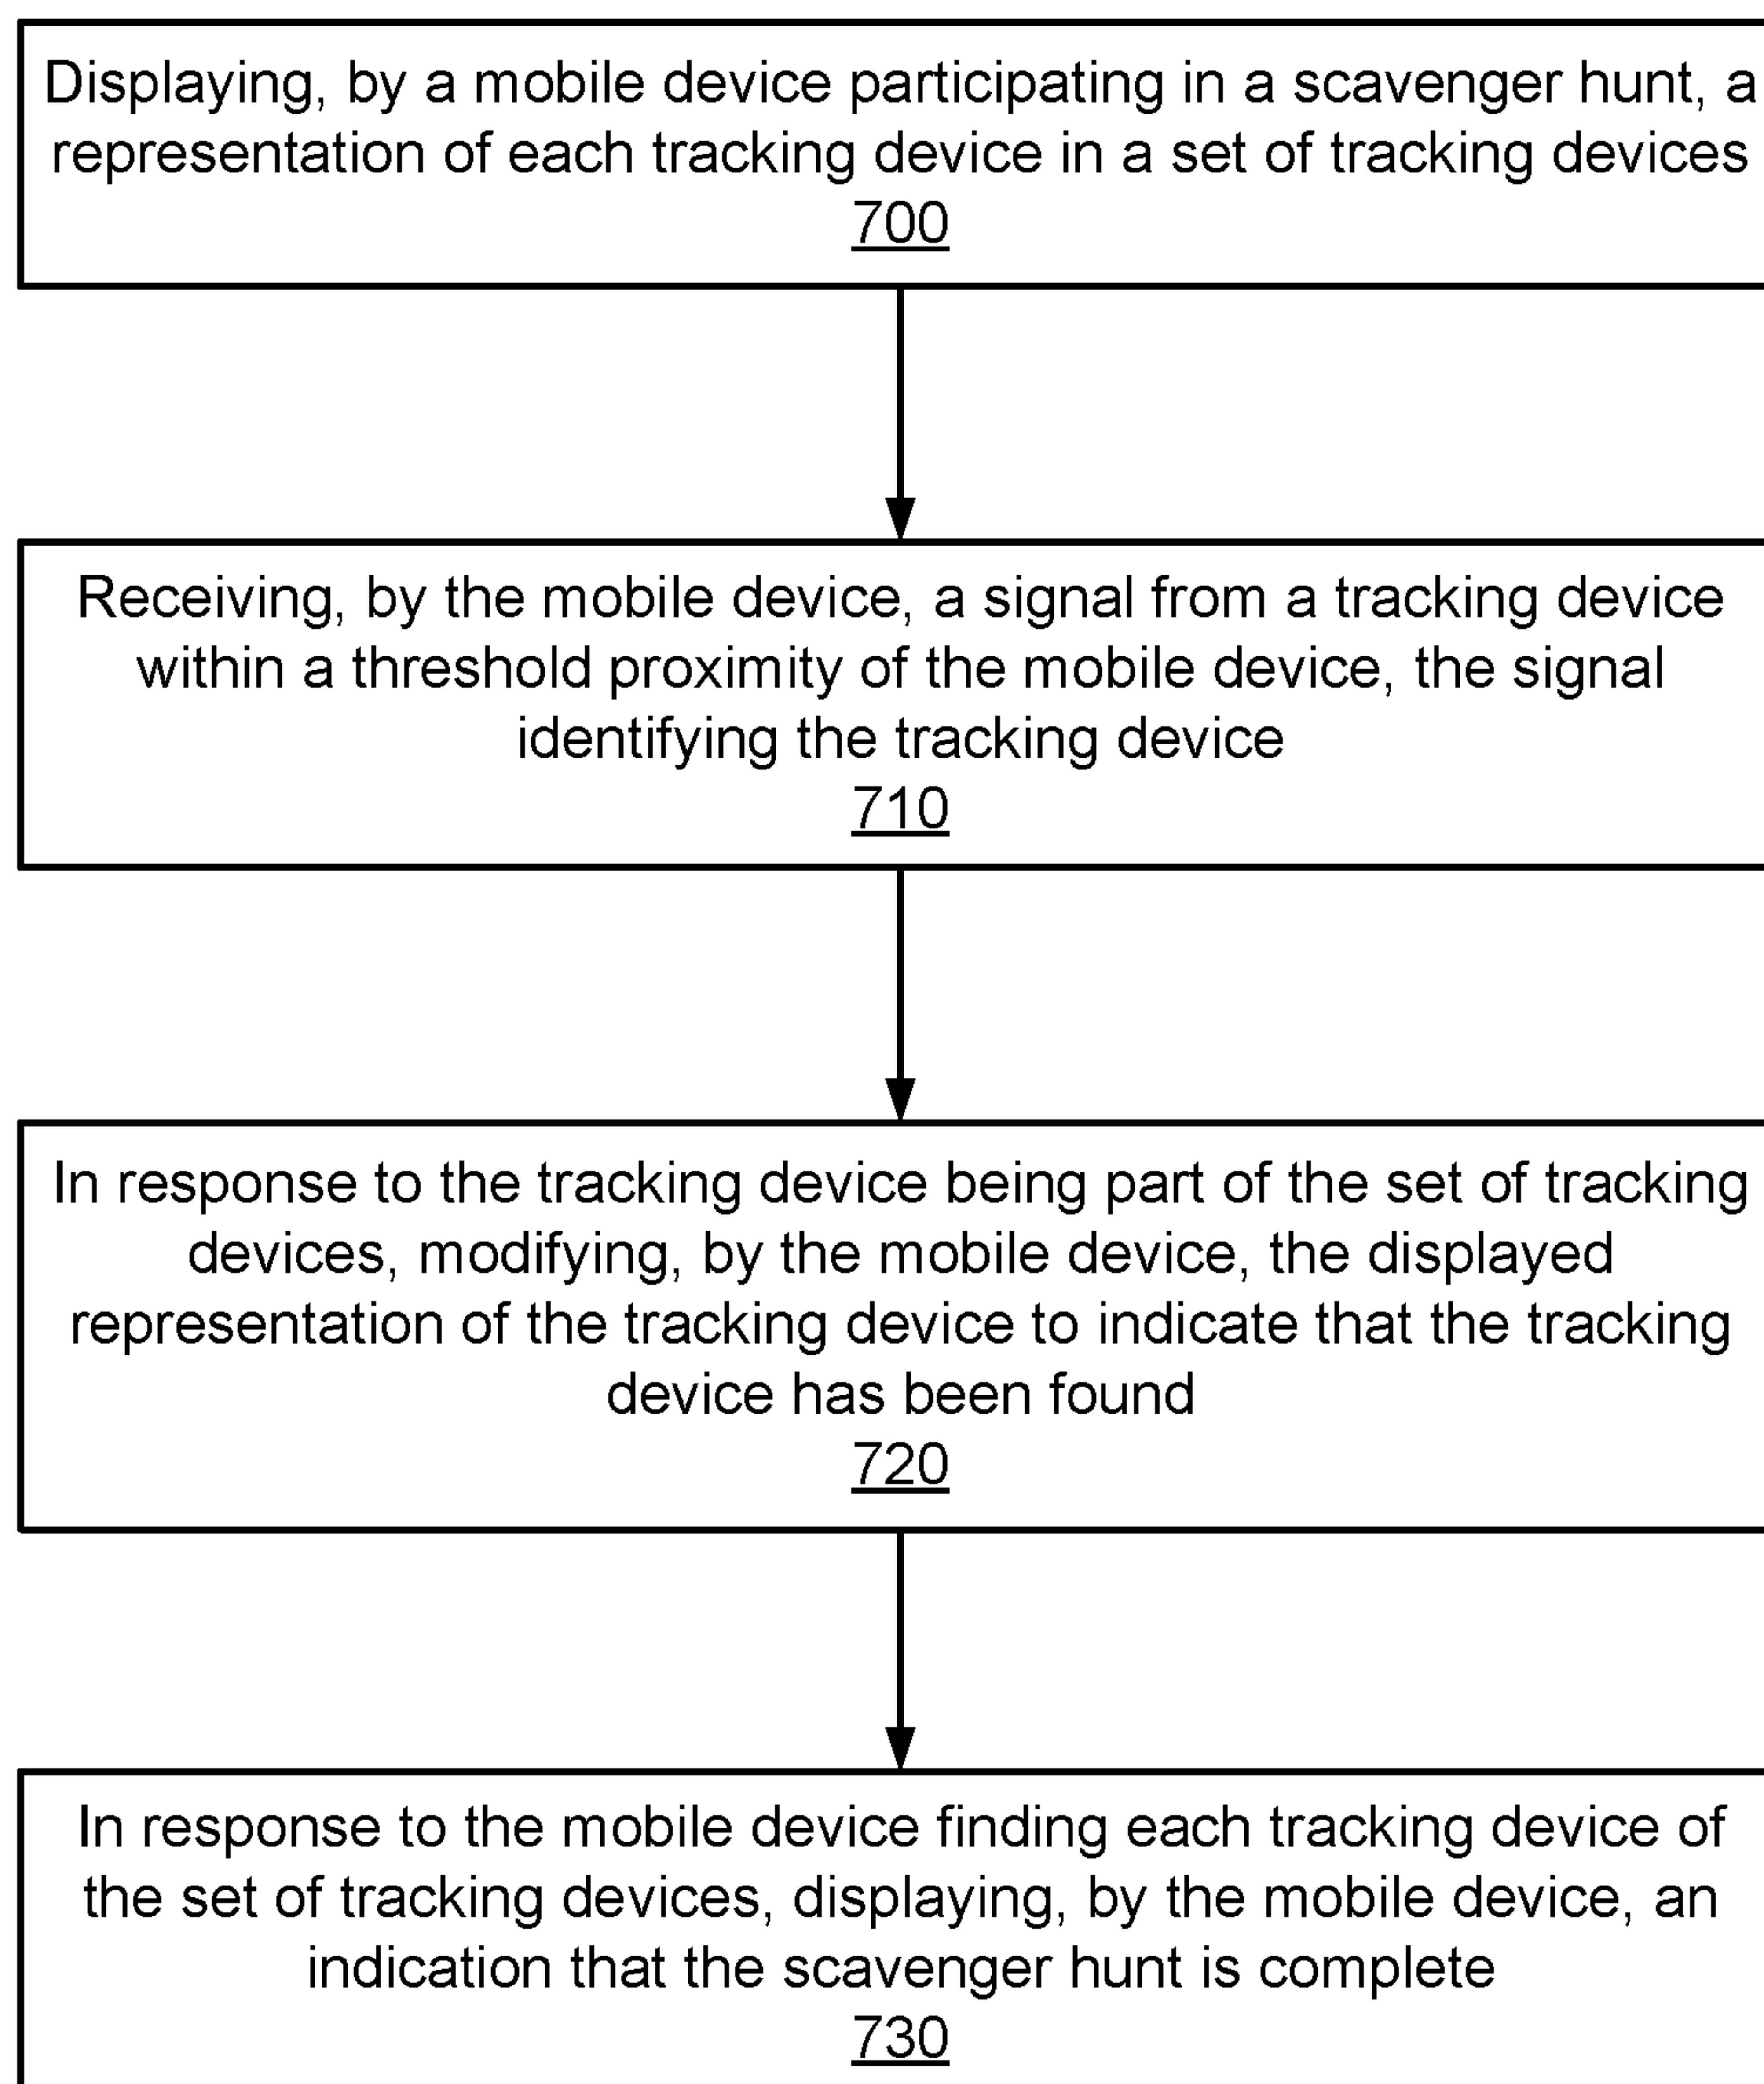 Displaying, by a mobile device participating in a scavenger hunt, a
representation of each tracking device in a set of tracking devices
700
Receiving, by the mobile device, a signal from a tracking device
within a threshold proximity of the mobile device, the signal
identifying the tracking device
710
In response to the tracking device being part of the set of tracking
devices, modifying, by the mobile device, the displayed
representation of the tracking device to indicate that the tracking
device has been found
720
In response to the mobile device finding each tracking device of
the set of tracking devices, displaying, by the mobile device, an
indication that the scavenger hunt is complete
730